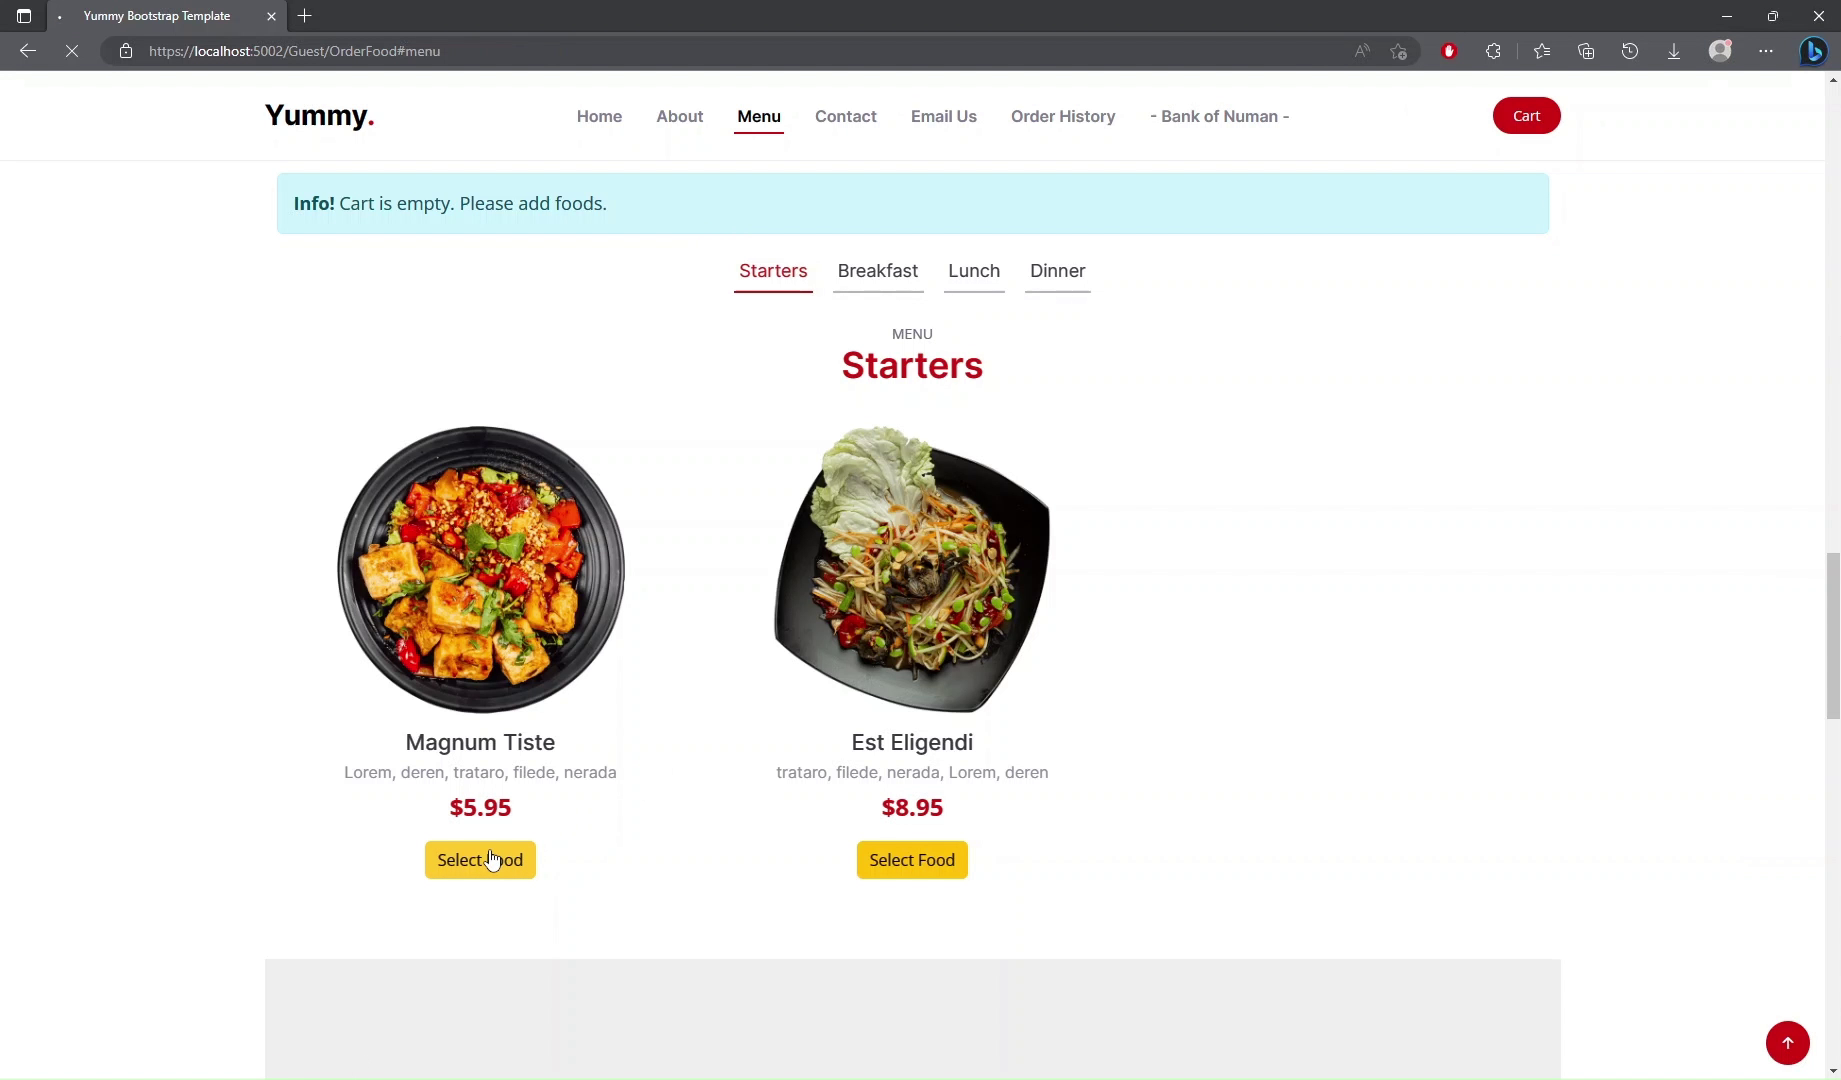 Yummy Bootstrap Template
https://localhost:5002/Guest/OrderFood#menu
Yummy.
Home
About
Menu
Contact
Email Us
Order History
- Bank of Numan -
Cart
Info! Cart is empty. Please add foods.
Starters
Breakfast
Lunch
Dinner
MENU
Starters
Magnum Tiste
Lorem, deren, trataro, filede, nerada
$5.95
Select
Est Eligendi
trataro, filede, nerada, Lorem, deren
$8.95
Select Food